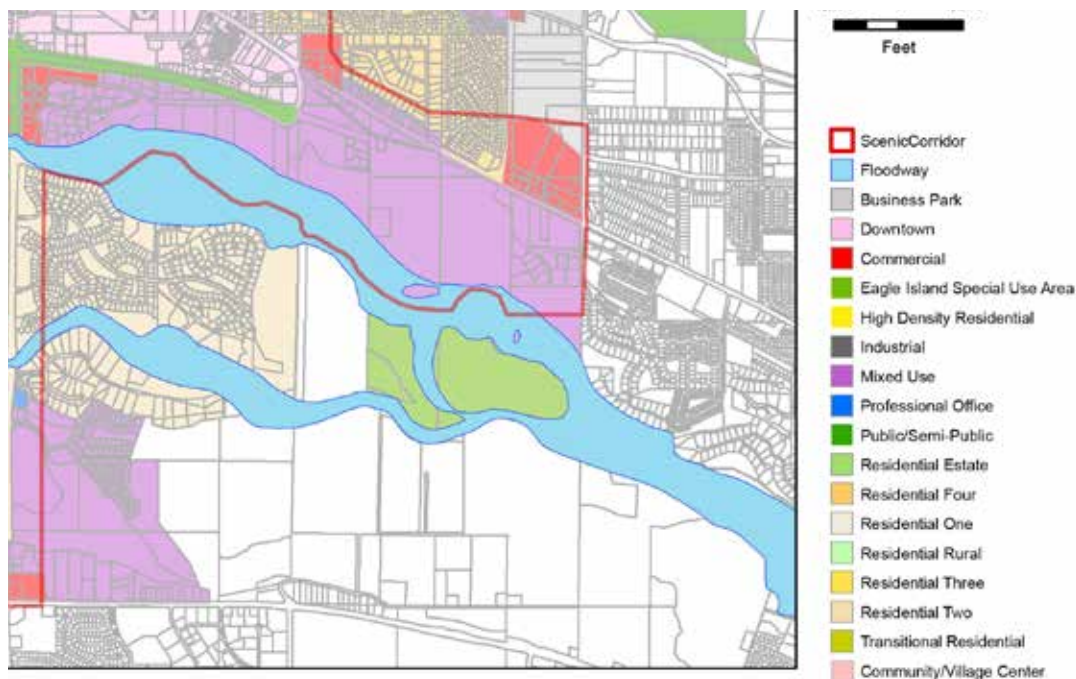 Feet
ScenicCorridor
Floodway
Business Park
Downtown
Commercial
Eagle Island Special Use Area
High Density Residential
Industrial
Mixed Use
Professional Office
Public/Semi-Public
Residential Estate
Residential Four
Residential One
Residential Rural
Residential Three
Residential Two
Transitional Residential
Community/Village Center